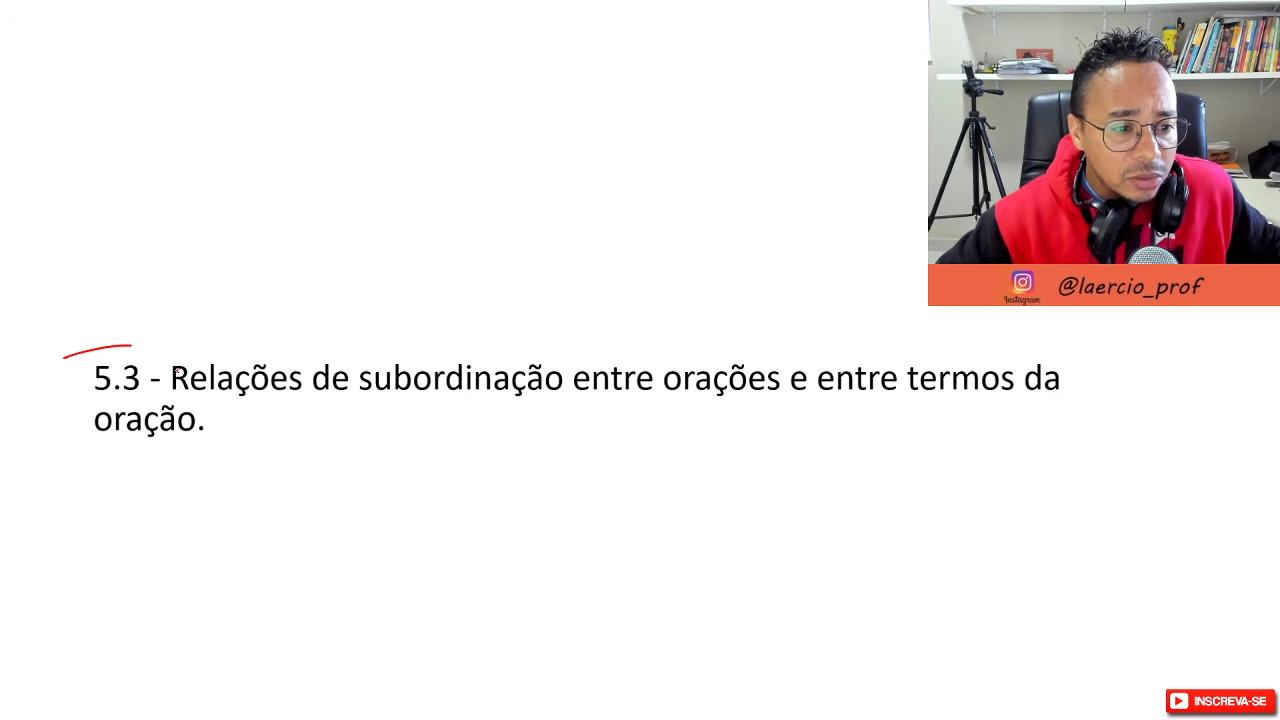 Instagram
@laercio_prof
5.3 - Relações de subordinação entre orações e entre termos da
oração.
INSCREVA-SE